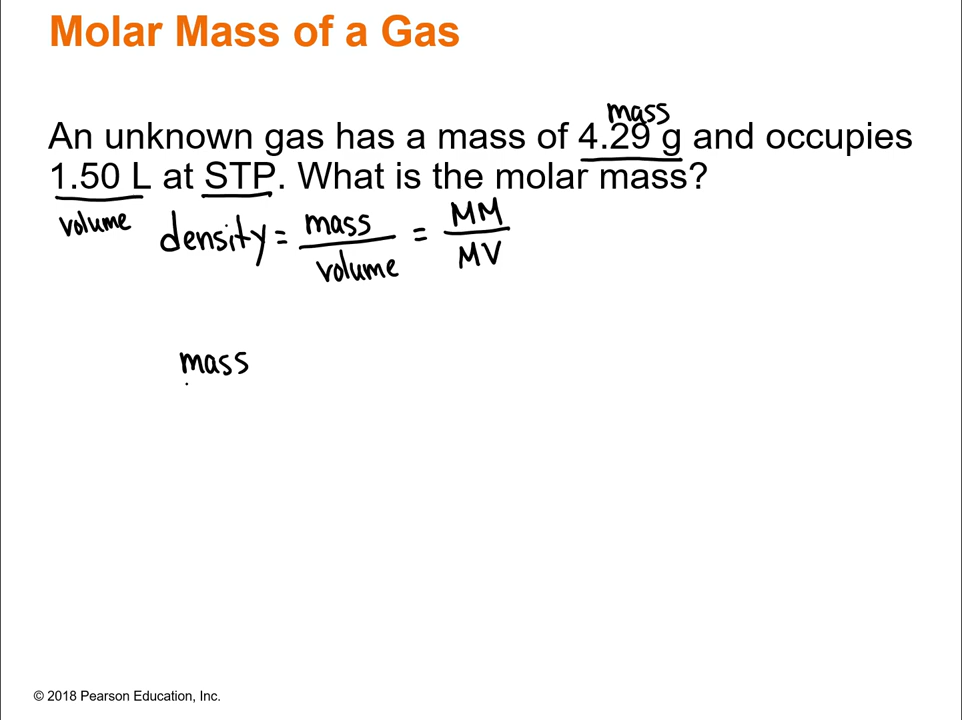 Molar Mass of a Gas
mass
An unknown gas has a mass of 4.29 g and occupies
1.50 L at STP. What is the molar mass?
volume density = mass / volume = MM / MV
mass
© 2018 Pearson Education, Inc.